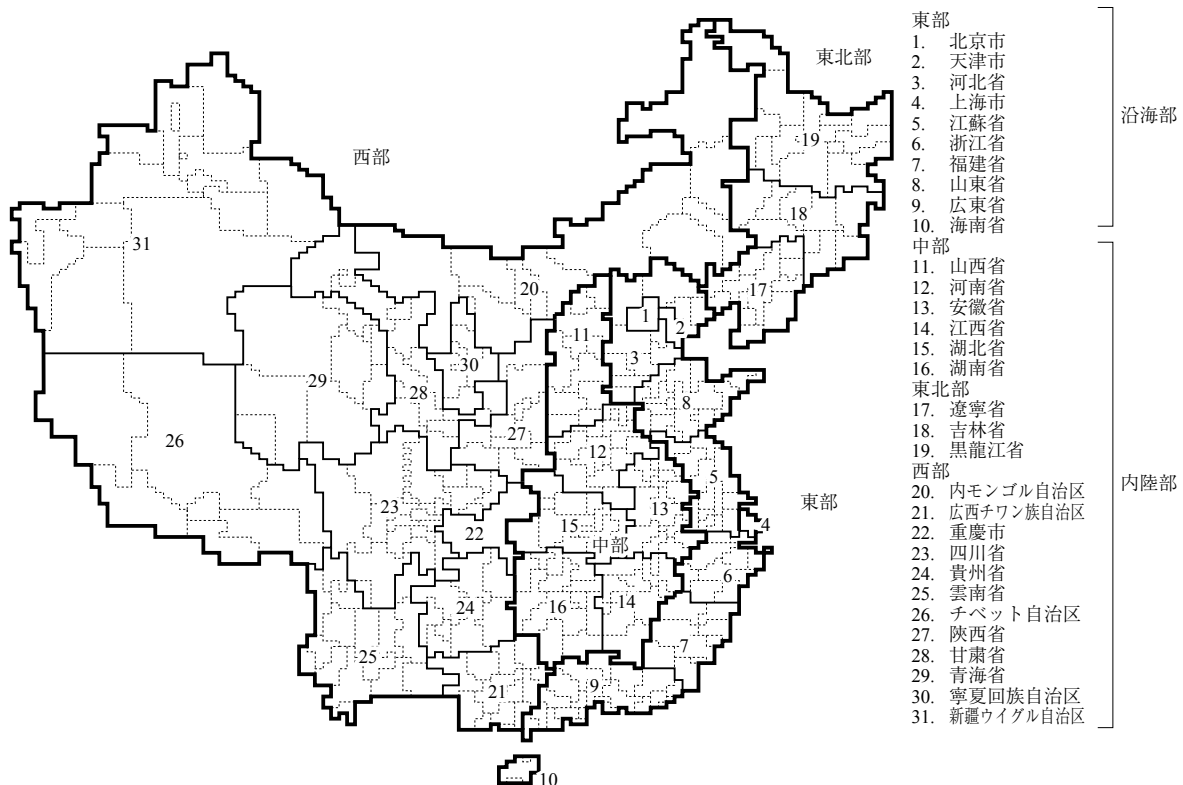 東北部
西部
東部
中部
19
18
31
20
17
1
2
11
3
30
29
28
8
26
27
12
5
23
13
15
22
4
6
24
16
14
7
25
21
9
10
東部
1. 北京市
2. 天津市
3. 河北省
4. 上海市
5. 江蘇省
6. 浙江省
7. 福建省
8. 山東省
9. 広東省
10. 海南省
中部
11. 山西省
12. 河南省
13. 安徽省
14. 江西省
15. 湖北省
16. 湖南省
東北部
17. 遼寧省
18. 吉林省
19. 黒龍江省
西部
20. 内モンゴル自治区
21. 広西チワン族自治区
22. 重慶市
23. 四川省
24. 貴州省
25. 雲南省
26. チベット自治区
27. 陝西省
28. 甘粛省
29. 青海省
30. 寧夏回族自治区
31. 新疆ウイグル自治区
沿海部
内陸部